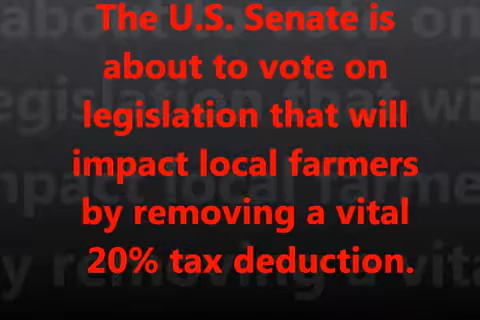 The U.S. Senate is
about to vote on
legislation that will
impact local farmers
by removing a vital
20% tax deduction.